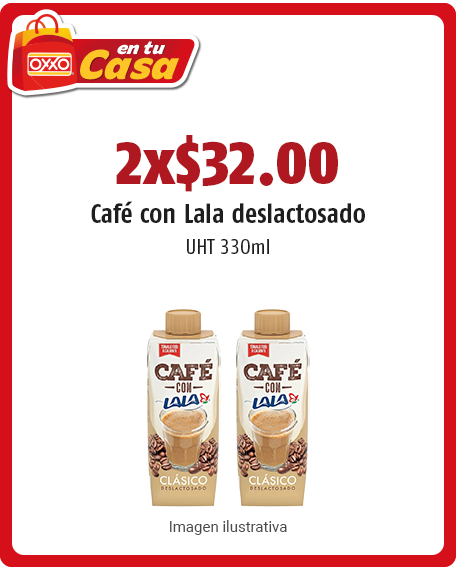 en tu
OXXO
Casa
2x$32.00
Café con Lala deslactosado
UHT 330ml
CAFÉ
CON
LALA
CLÁSICO
DESLACTOSADO
CAFÉ
CON
LALA
CLÁSICO
DESLACTOSADO
Imagen ilustrativa